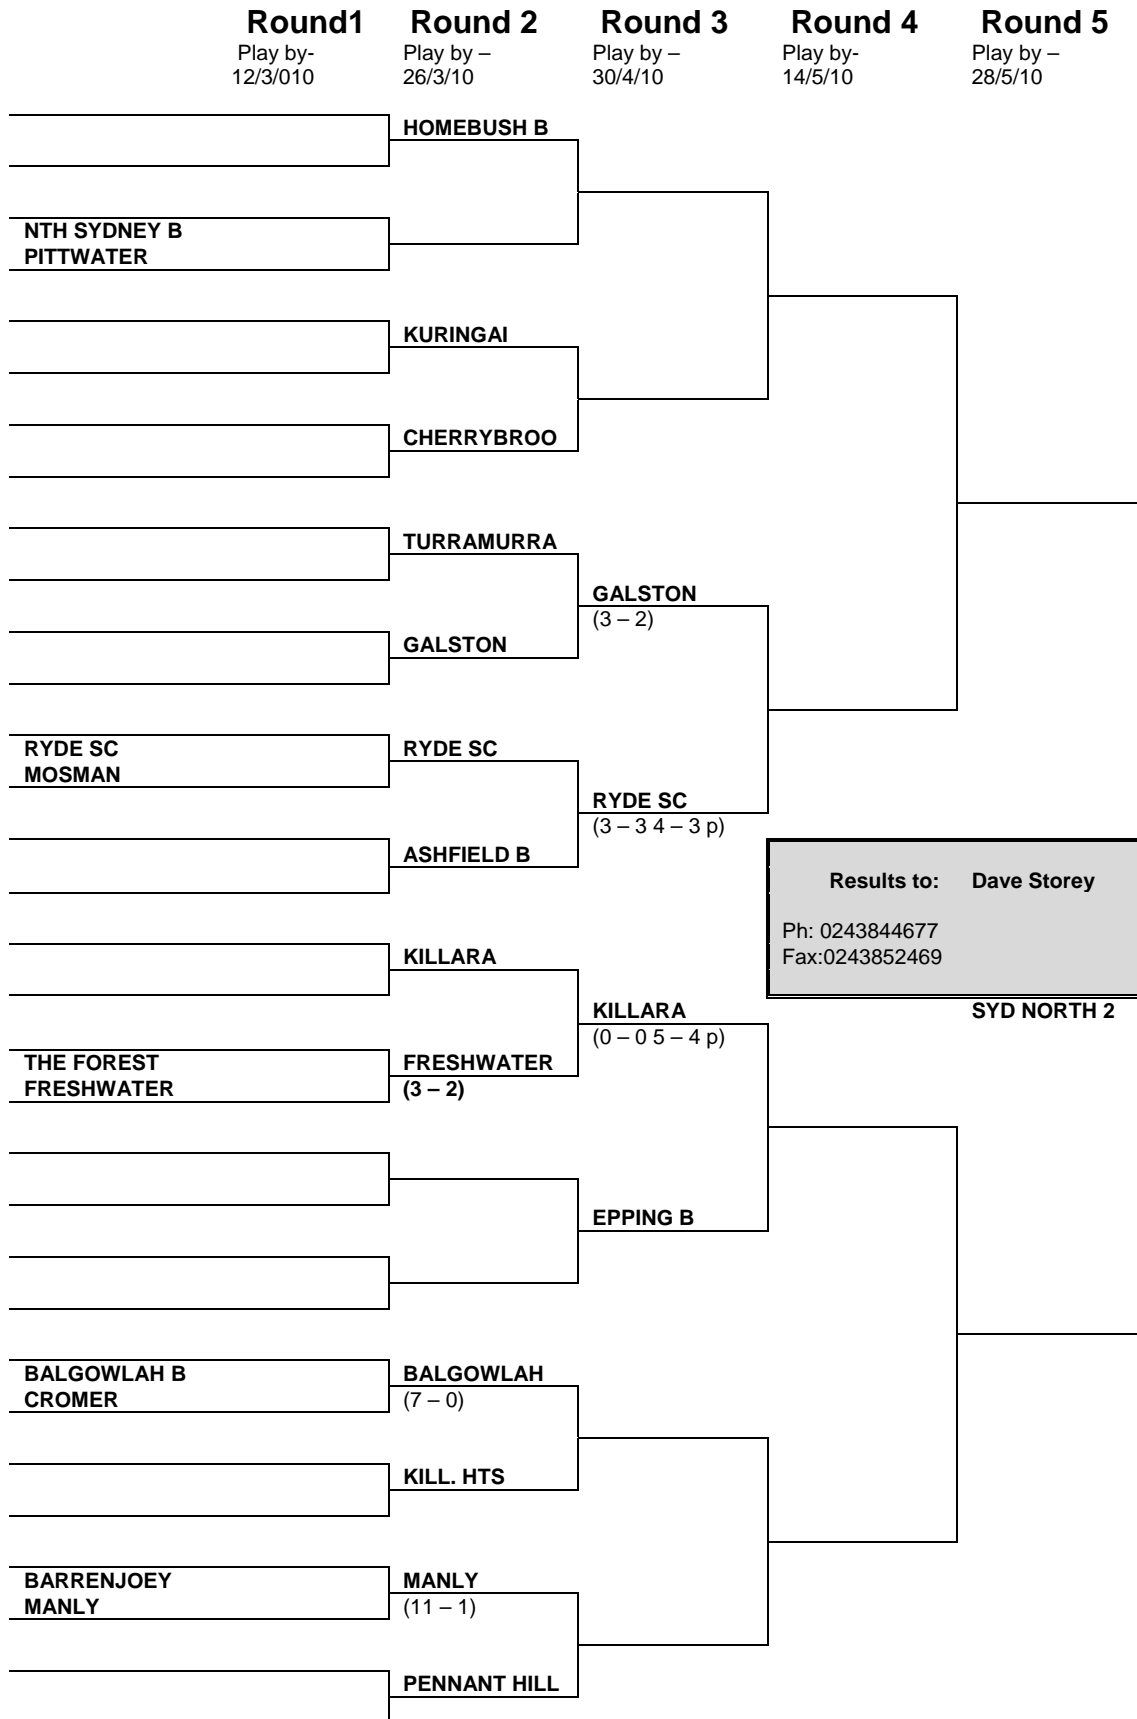 Round1 Round 2 Round 3 Round 4 Round 5
Play by- Play by – Play by – Play by- Play by –
12/3/010 26/3/10 30/4/10 14/5/10 28/5/10
HOMEBUSH B
NTH SYDNEY B
PITTWATER
KURINGAI
CHERRYBROO
TURRAMURRA
GALSTON
(3 – 2)
GALSTON
RYDE SC RYDE SC
MOSMAN
RYDE SC
(3 – 3 4 – 3 p)
ASHFIELD B
Results to: Dave Storey
Ph: 0243844677
Fax:0243852469
KILLARA
KILLARA SYD NORTH 2
(0 – 0 5 – 4 p)
THE FOREST FRESHWATER
FRESHWATER (3 – 2)
EPPING B
BALGOWLAH B BALGOWLAH
CROMER (7 – 0)
KILL. HTS
BARRENJOEY MANLY
MANLY (11 – 1)
PENNANT HILL